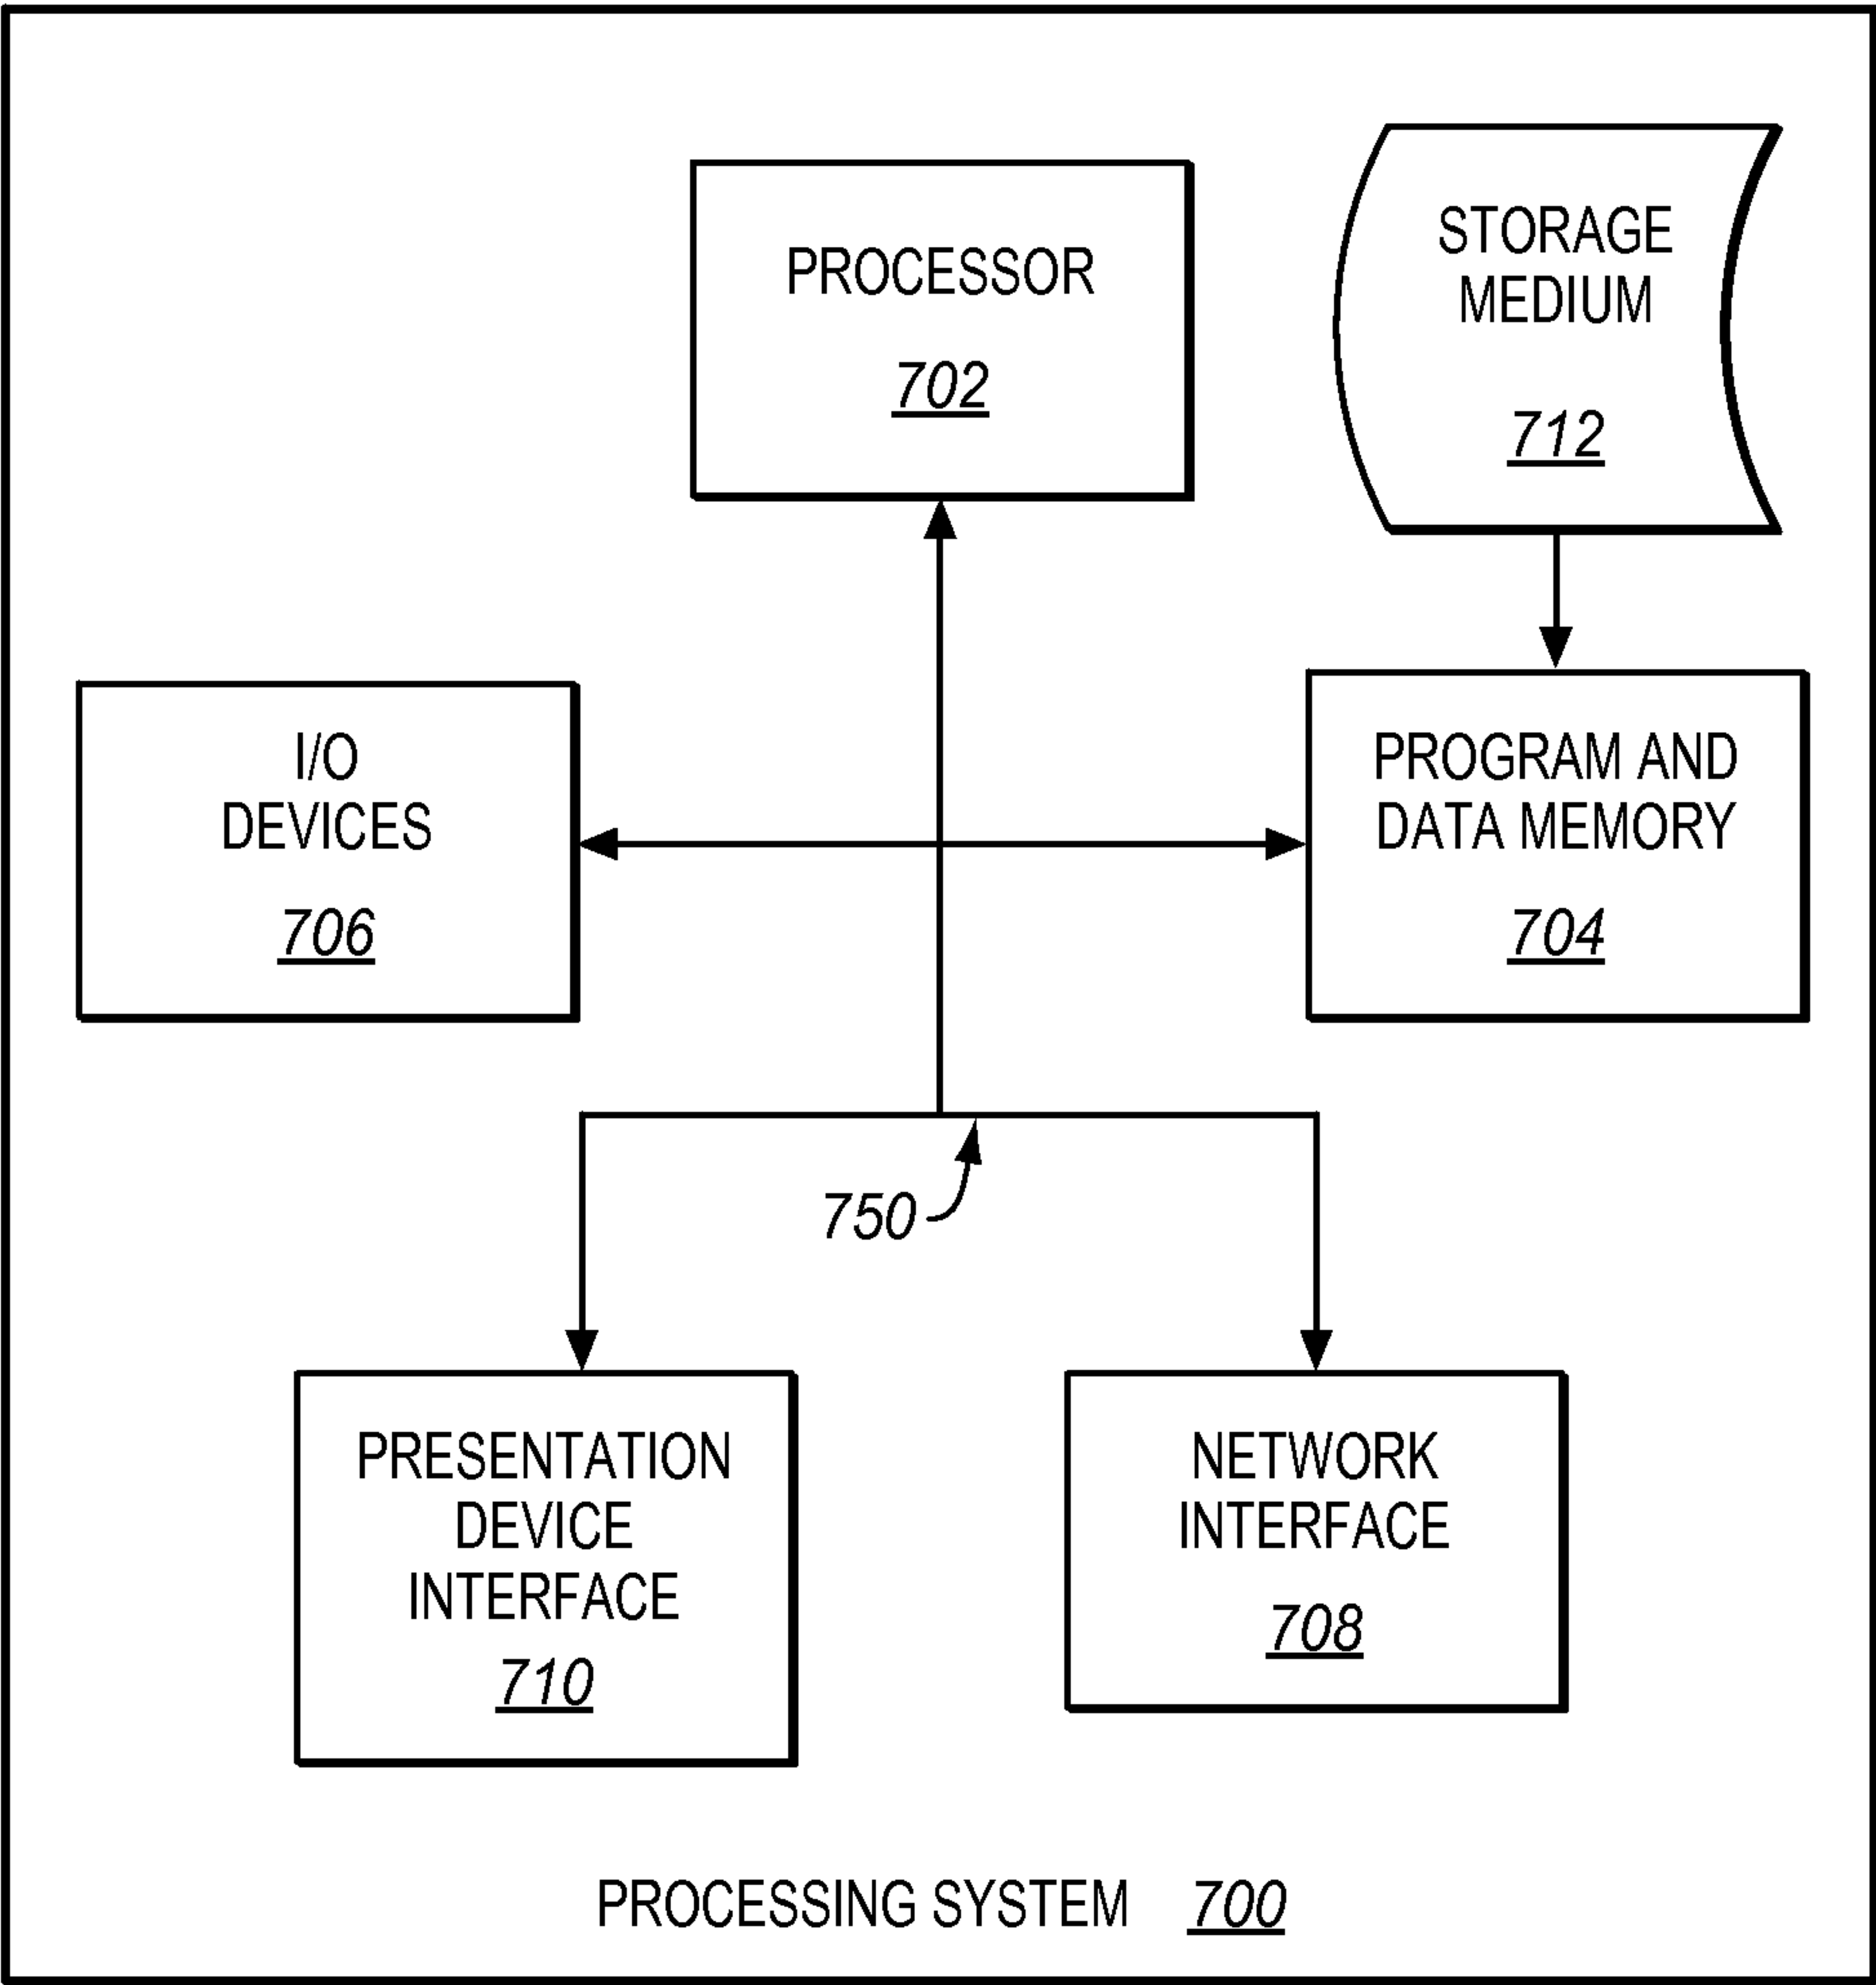 PROCESSOR
702
STORAGE
MEDIUM
712
I/O
DEVICES
706
PROGRAM AND
DATA MEMORY
704
750
PRESENTATION
DEVICE
INTERFACE
710
NETWORK
INTERFACE
708
PROCESSING SYSTEM 700